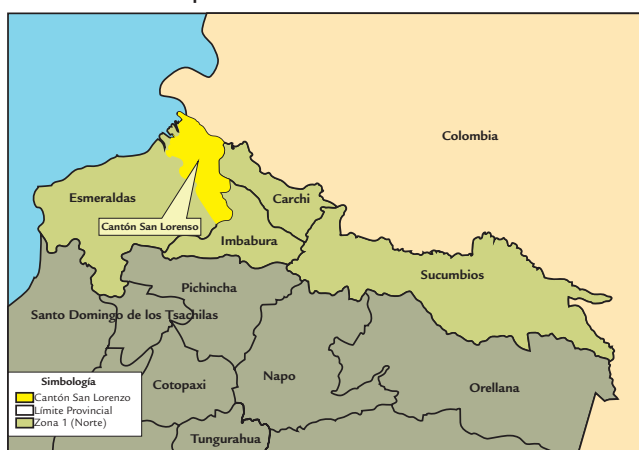 Colombia
Esmeraldas
Carchi
Cantón San Lorenso
Imbabura
Sucumbios
Pichincha
Santo Domingo de los Tsachilas
Cotopaxi
Napo
Orellana
Tungurahua
Simbología
Cantón San Lorenzo
Límite Provincial
Zona 1 (Norte)